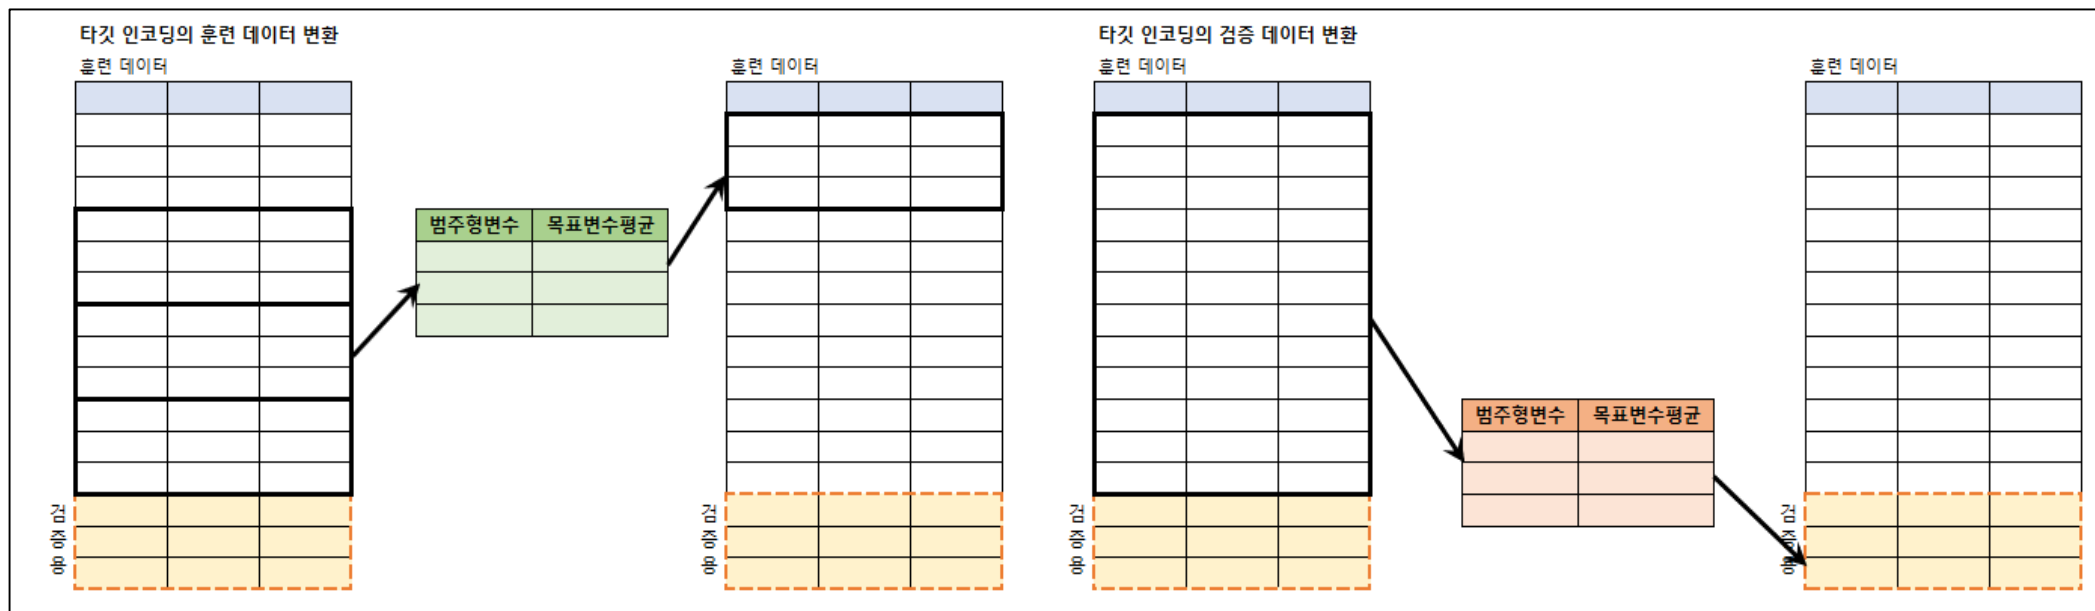 타깃 인코딩의 훈련 데이터 변환
훈련 데이터
훈련 데이터
범주형변수 목표변수평균
검증용
검증용
타깃 인코딩의 검증 데이터 변환
훈련 데이터
훈련 데이터
범주형변수 목표변수평균
검증용
검증용